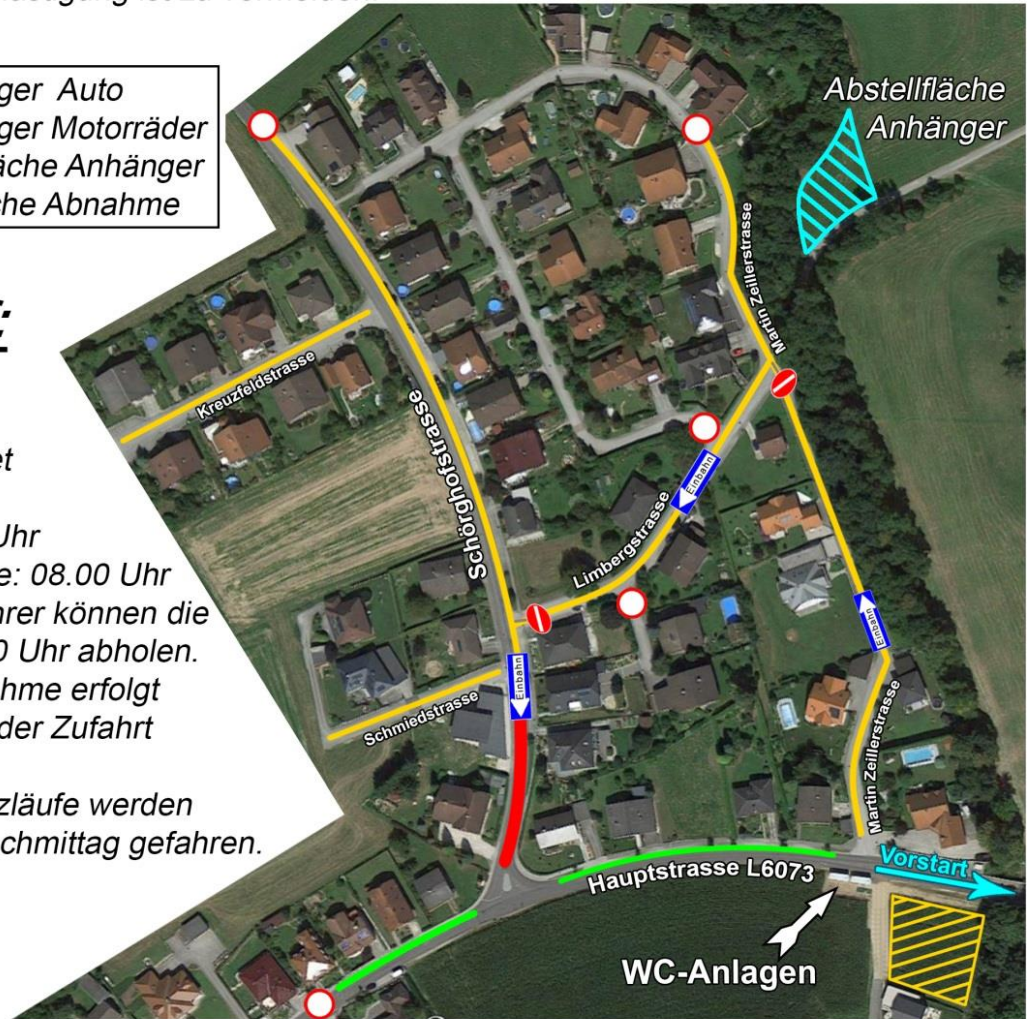 ger Auto
ger Motorräder
äche Anhänger
che Abnahme
et
Uhr
e: 08.00 Uhr
hrer können die
0 Uhr abholen.
hme erfolgt
der Zufahrt
zläufe werden
chmittag gefahren.
Abstellfläche
Anhänger
Martin Zeillerstrasse
Kreuzfeldstrasse
Schörghofstrasse
Einbahn
Limbergstrasse
Einbahn
Einbahn
Schmiedstrasse
Martin Zeillerstrasse
Vorstart
Hauptstrasse L6073
WC-Anlagen